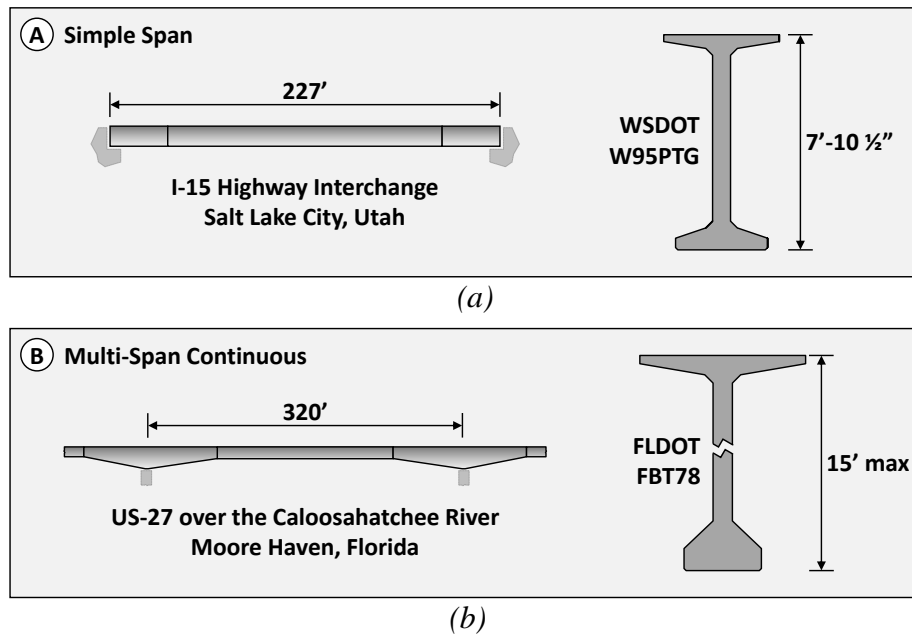 A Simple Span
227’
I-15 Highway Interchange
Salt Lake City, Utah
WSDOT
W95PTG
7’-10 ½”
(a)
B Multi-Span Continuous
320’
US-27 over the Caloosahatchee River
Moore Haven, Florida
FLDOT
FBT78
15’ max
(b)